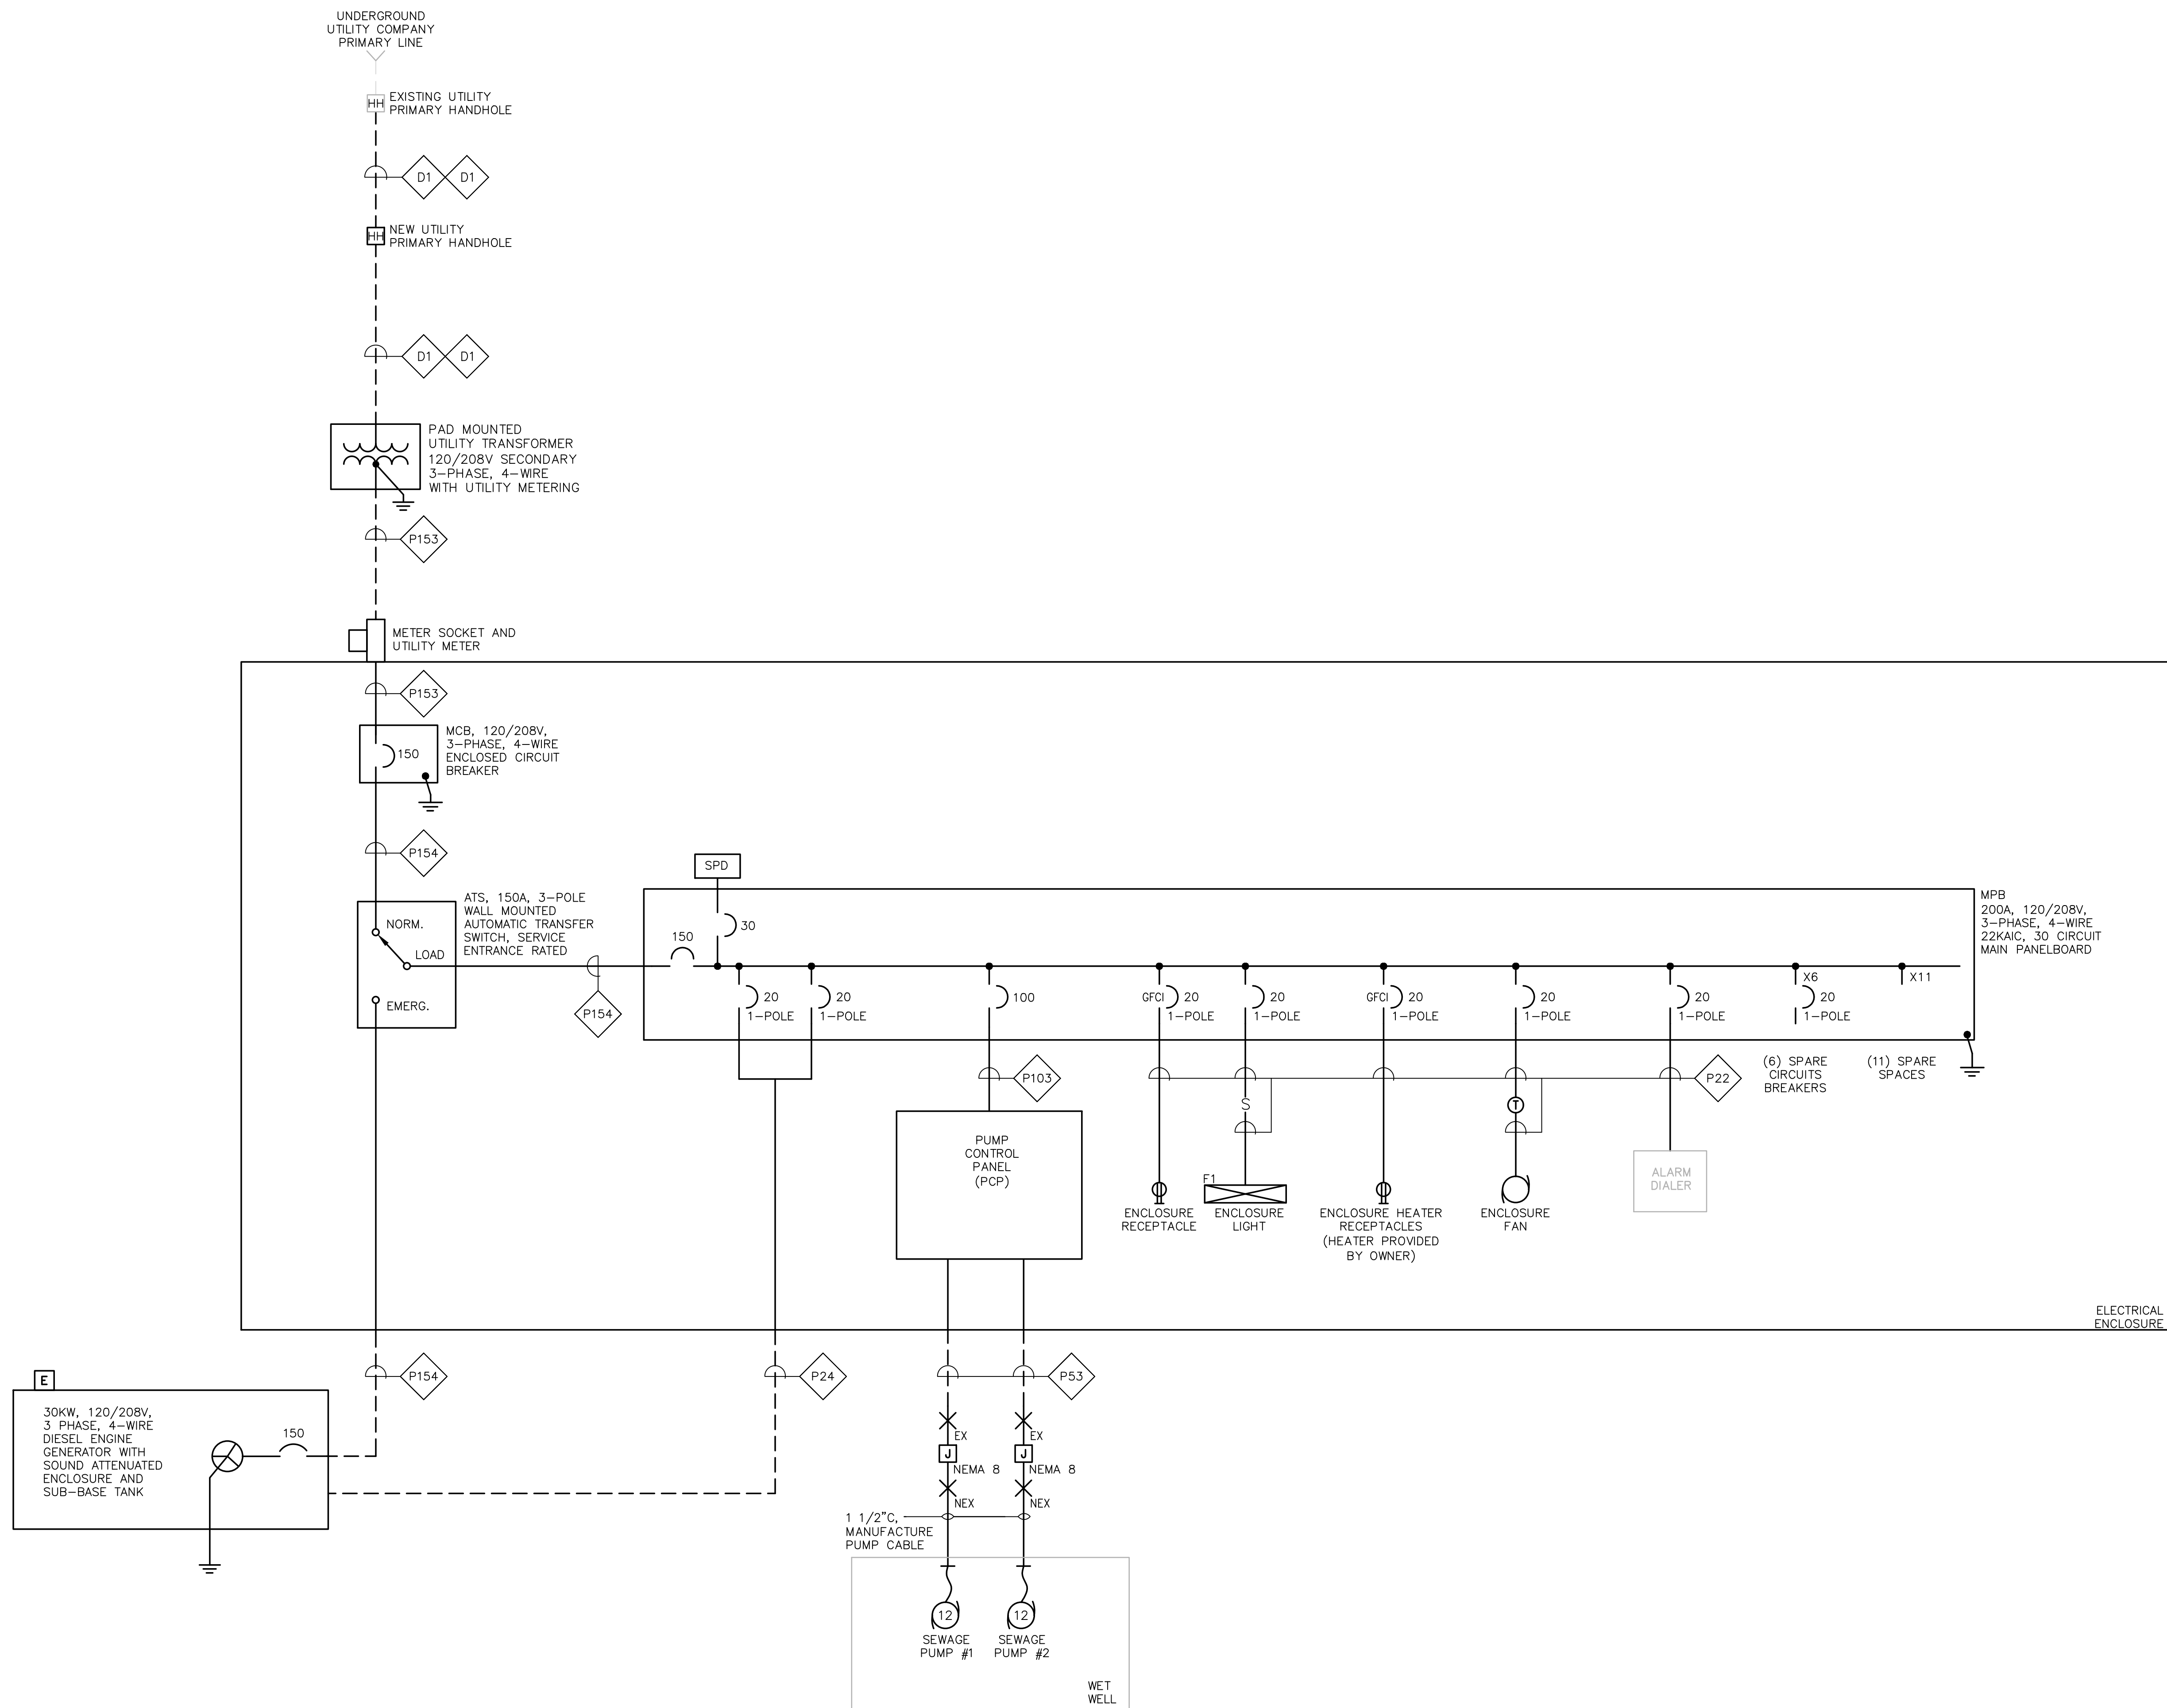 UNDERGROUND
UTILITY COMPANY
PRIMARY LINE
HH
EXISTING UTILITY
PRIMARY HANDHOLE
D1
D1
HH
NEW UTILITY
PRIMARY HANDHOLE
D1
D1
PAD MOUNTED
UTILITY TRANSFORMER
120/208V SECONDARY
3-PHASE, 4-WIRE
WITH UTILITY METERING
P153
METER SOCKET AND
UTILITY METER
P153
MCB, 120/208V,
3-PHASE, 4-WIRE
ENCLOSED CIRCUIT
BREAKER
150
P154
ATS, 150A, 3-POLE
WALL MOUNTED
AUTOMATIC TRANSFER
SWITCH, SERVICE
ENTRANCE RATED
NORM.
LOAD
EMERG.
P154
SPD
30
150
MPB
200A, 120/208V,
3-PHASE, 4-WIRE
22KAIC, 30 CIRCUIT
MAIN PANELBOARD
20
1-POLE
20
1-POLE
100
GFCI
20
1-POLE
20
1-POLE
GFCI
20
1-POLE
20
1-POLE
20
1-POLE
X6
20
1-POLE
X11
(6) SPARE
CIRCUITS
BREAKERS
(11) SPARE
SPACES
P103
P22
S
T
PUMP
CONTROL
PANEL
(PCP)
F1
ENCLOSURE
RECEPTACLE
ENCLOSURE
LIGHT
ENCLOSURE HEATER
RECEPTACLES
(HEATER PROVIDED
BY OWNER)
ENCLOSURE
FAN
ALARM
DIALER
ELECTRICAL
ENCLOSURE
E
30KW, 120/208V,
3 PHASE, 4-WIRE
DIESEL ENGINE
GENERATOR WITH
SOUND ATTENUATED
ENCLOSURE AND
SUB-BASE TANK
150
P154
P24
P53
EX
EX
J
J
NEMA 8
NEMA 8
NEX
NEX
1 1/2"C,
MANUFACTURE
PUMP CABLE
12
12
SEWAGE
PUMP #1
SEWAGE
PUMP #2
WET
WELL